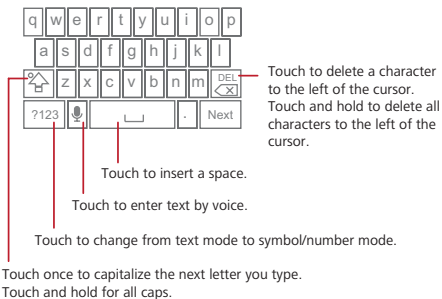 q w e r t y u i o p
a s d f g h j k l
z x c v b n m DEL
?123 . Next
Touch to delete a character
to the left of the cursor.
Touch and hold to delete all
characters to the left of the
cursor.
Touch to insert a space.
Touch to enter text by voice.
Touch to change from text mode to symbol/number mode.
Touch once to capitalize the next letter you type.
Touch and hold for all caps.